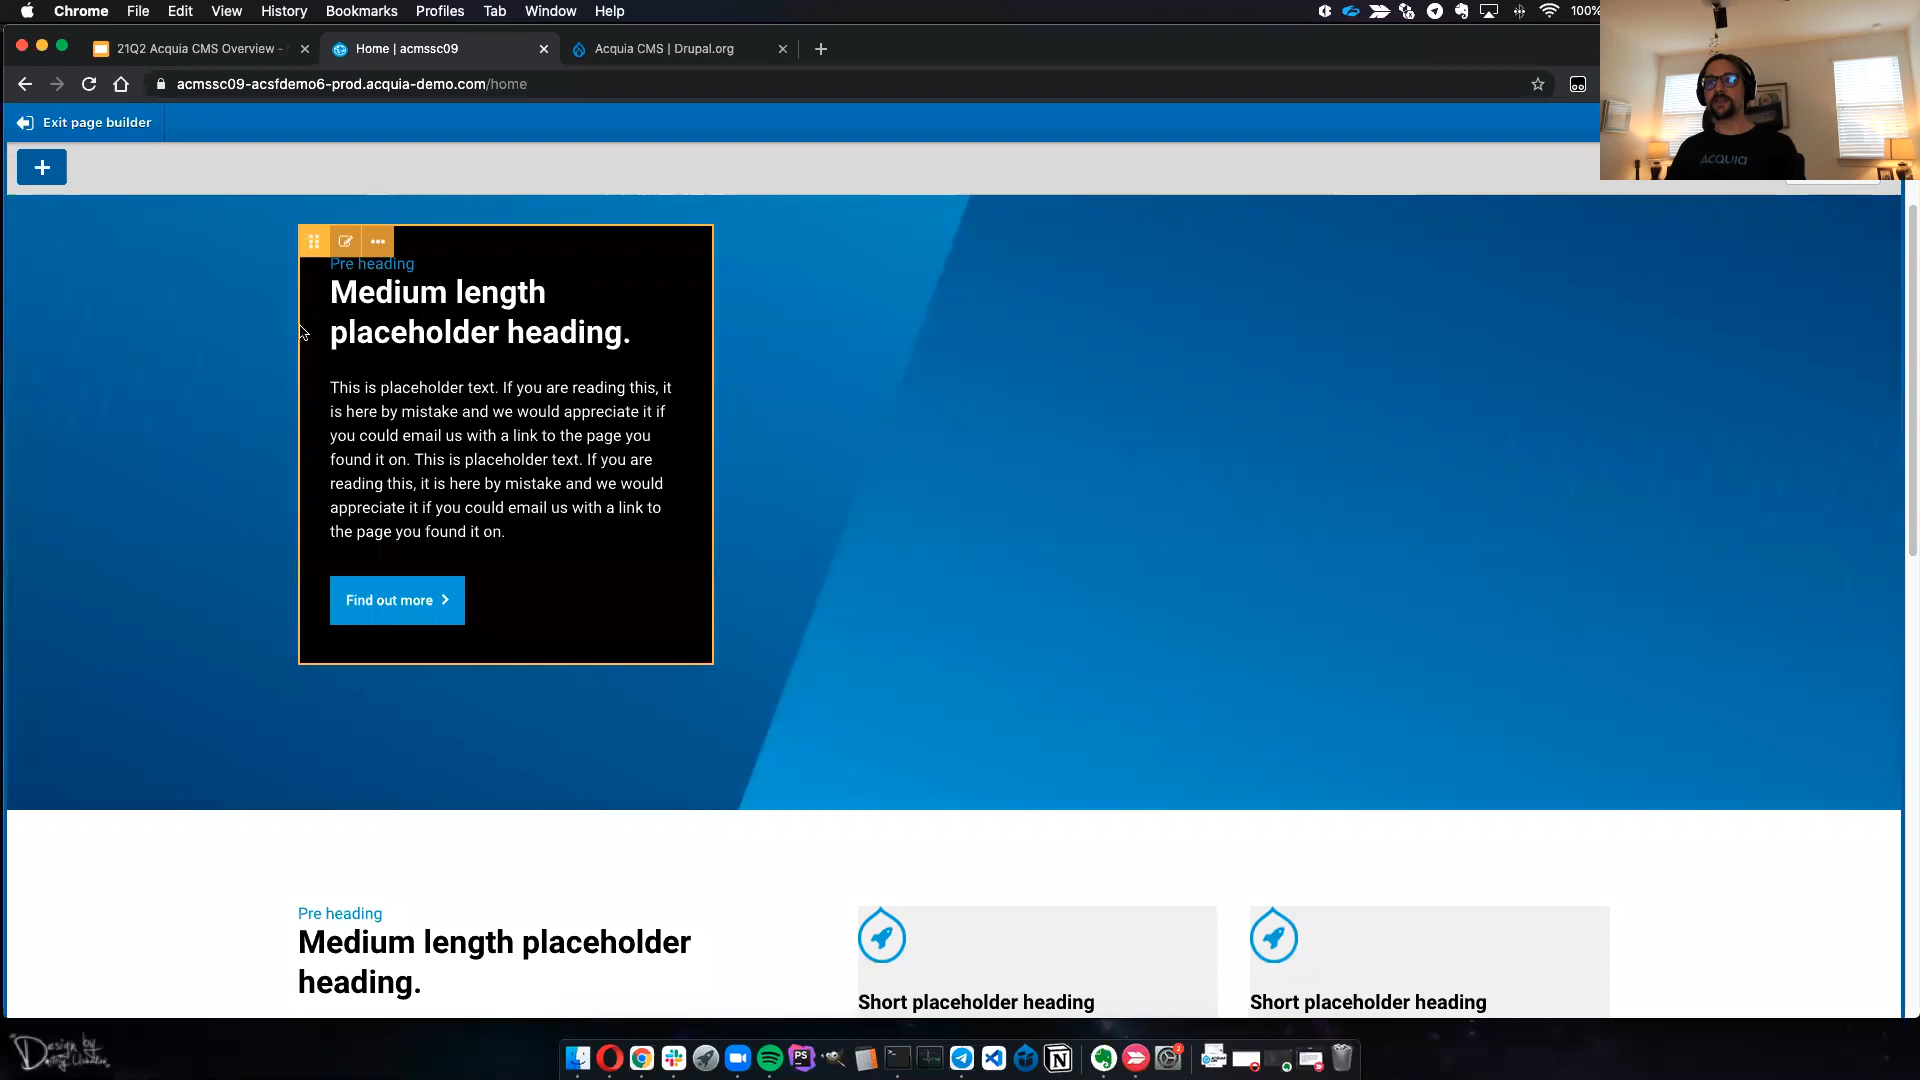 Chrome File Edit View History Bookmarks Profiles Tab Window Help 100%
21Q2 Acquia CMS Overview -
Home | acmssc09
Acquia CMS | Drupal.org
acmssc09-acsfdemo6-prod.acquia-demo.com/home
ACQUIA
Exit page builder
Pre heading
Medium length
placeholder heading.
This is placeholder text. If you are reading this, it
is here by mistake and we would appreciate it if
you could email us with a link to the page you
found it on. This is placeholder text. If you are
reading this, it is here by mistake and we would
appreciate it if you could email us with a link to
the page you found it on.
Find out more
Pre heading
Medium length placeholder
heading.
Short placeholder heading
Short placeholder heading
Design by
PS
N
2